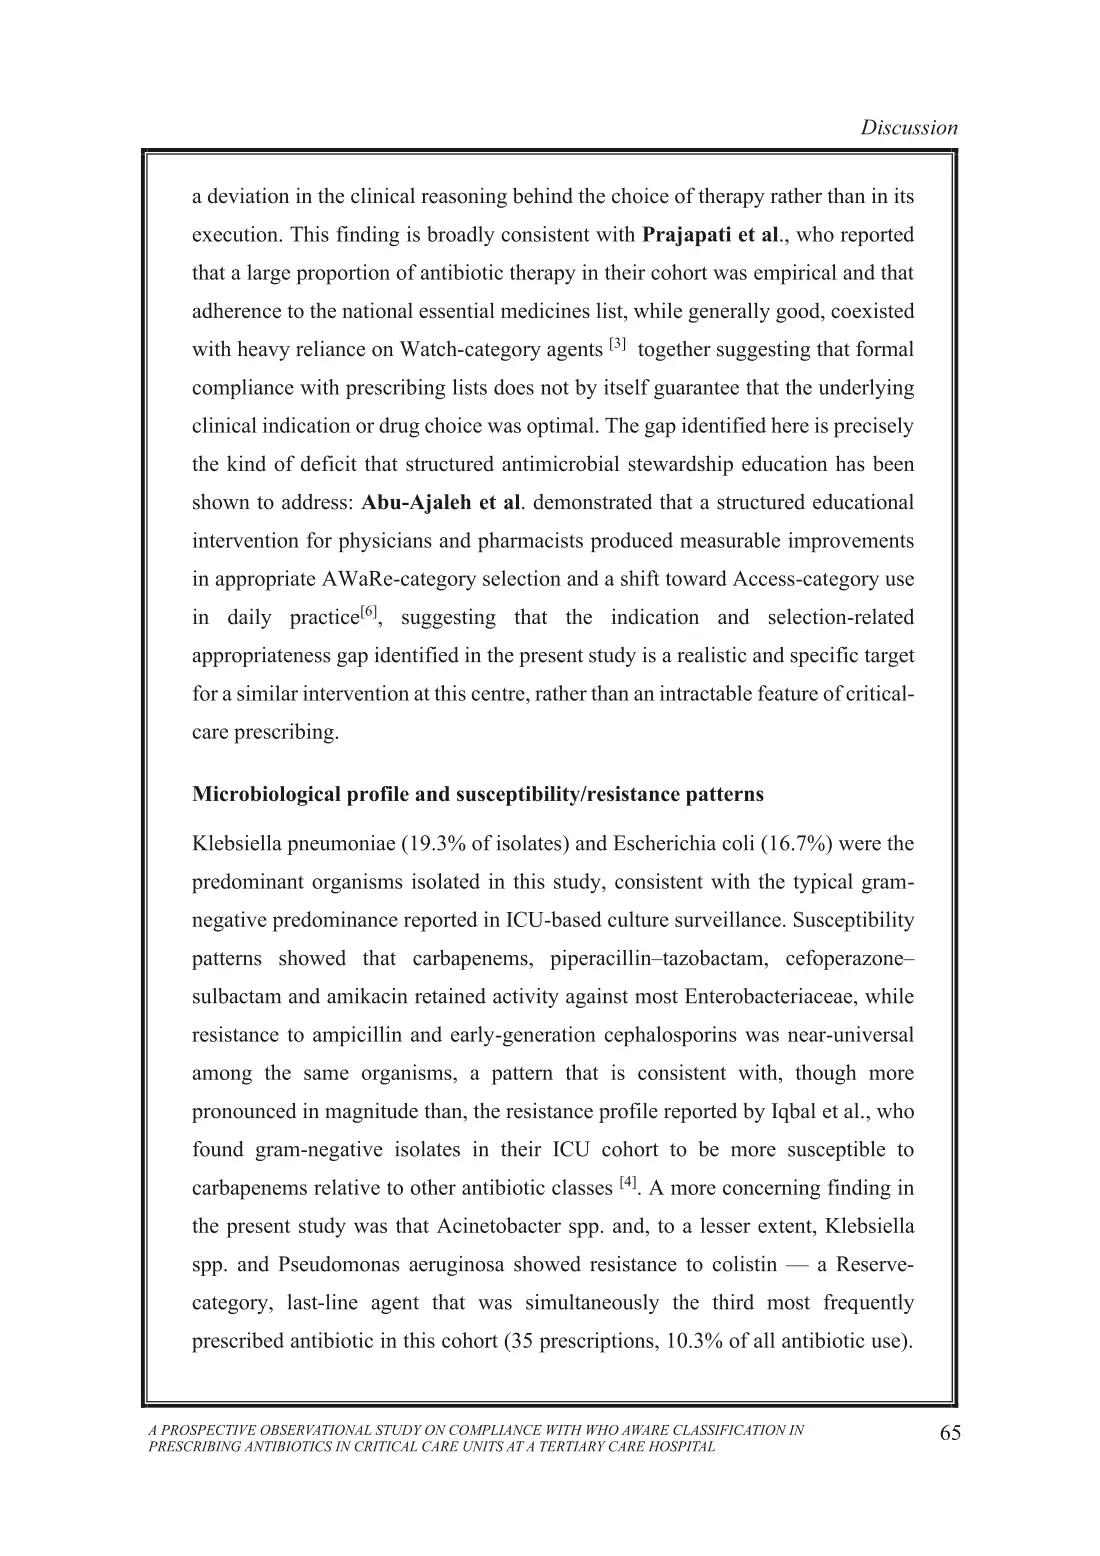 Discussion
a deviation in the clinical reasoning behind the choice of therapy rather than in its
execution. This finding is broadly consistent with Prajapati et al., who reported
that a large proportion of antibiotic therapy in their cohort was empirical and that
adherence to the national essential medicines list, while generally good, coexisted
with heavy reliance on Watch-category agents [3] together suggesting that formal
compliance with prescribing lists does not by itself guarantee that the underlying
clinical indication or drug choice was optimal. The gap identified here is precisely
the kind of deficit that structured antimicrobial stewardship education has been
shown to address: Abu-Ajaleh et al. demonstrated that a structured educational
intervention for physicians and pharmacists produced measurable improvements
in appropriate AWaRe-category selection and a shift toward Access-category use
in daily practice[6], suggesting that the indication and selection-related
appropriateness gap identified in the present study is a realistic and specific target
for a similar intervention at this centre, rather than an intractable feature of critical-
care prescribing.
Microbiological profile and susceptibility/resistance patterns
Klebsiella pneumoniae (19.3% of isolates) and Escherichia coli (16.7%) were the
predominant organisms isolated in this study, consistent with the typical gram-
negative predominance reported in ICU-based culture surveillance. Susceptibility
patterns showed that carbapenems, piperacillin–tazobactam, cefoperazone–
sulbactam and amikacin retained activity against most Enterobacteriaceae, while
resistance to ampicillin and early-generation cephalosporins was near-universal
among the same organisms, a pattern that is consistent with, though more
pronounced in magnitude than, the resistance profile reported by Iqbal et al., who
found gram-negative isolates in their ICU cohort to be more susceptible to
carbapenems relative to other antibiotic classes [4]. A more concerning finding in
the present study was that Acinetobacter spp. and, to a lesser extent, Klebsiella
spp. and Pseudomonas aeruginosa showed resistance to colistin — a Reserve-
category, last-line agent that was simultaneously the third most frequently
prescribed antibiotic in this cohort (35 prescriptions, 10.3% of all antibiotic use).
A PROSPECTIVE OBSERVATIONAL STUDY ON COMPLIANCE WITH WHO AWARE CLASSIFICATION IN
PRESCRIBING ANTIBIOTICS IN CRITICAL CARE UNITS AT A TERTIARY CARE HOSPITAL
65